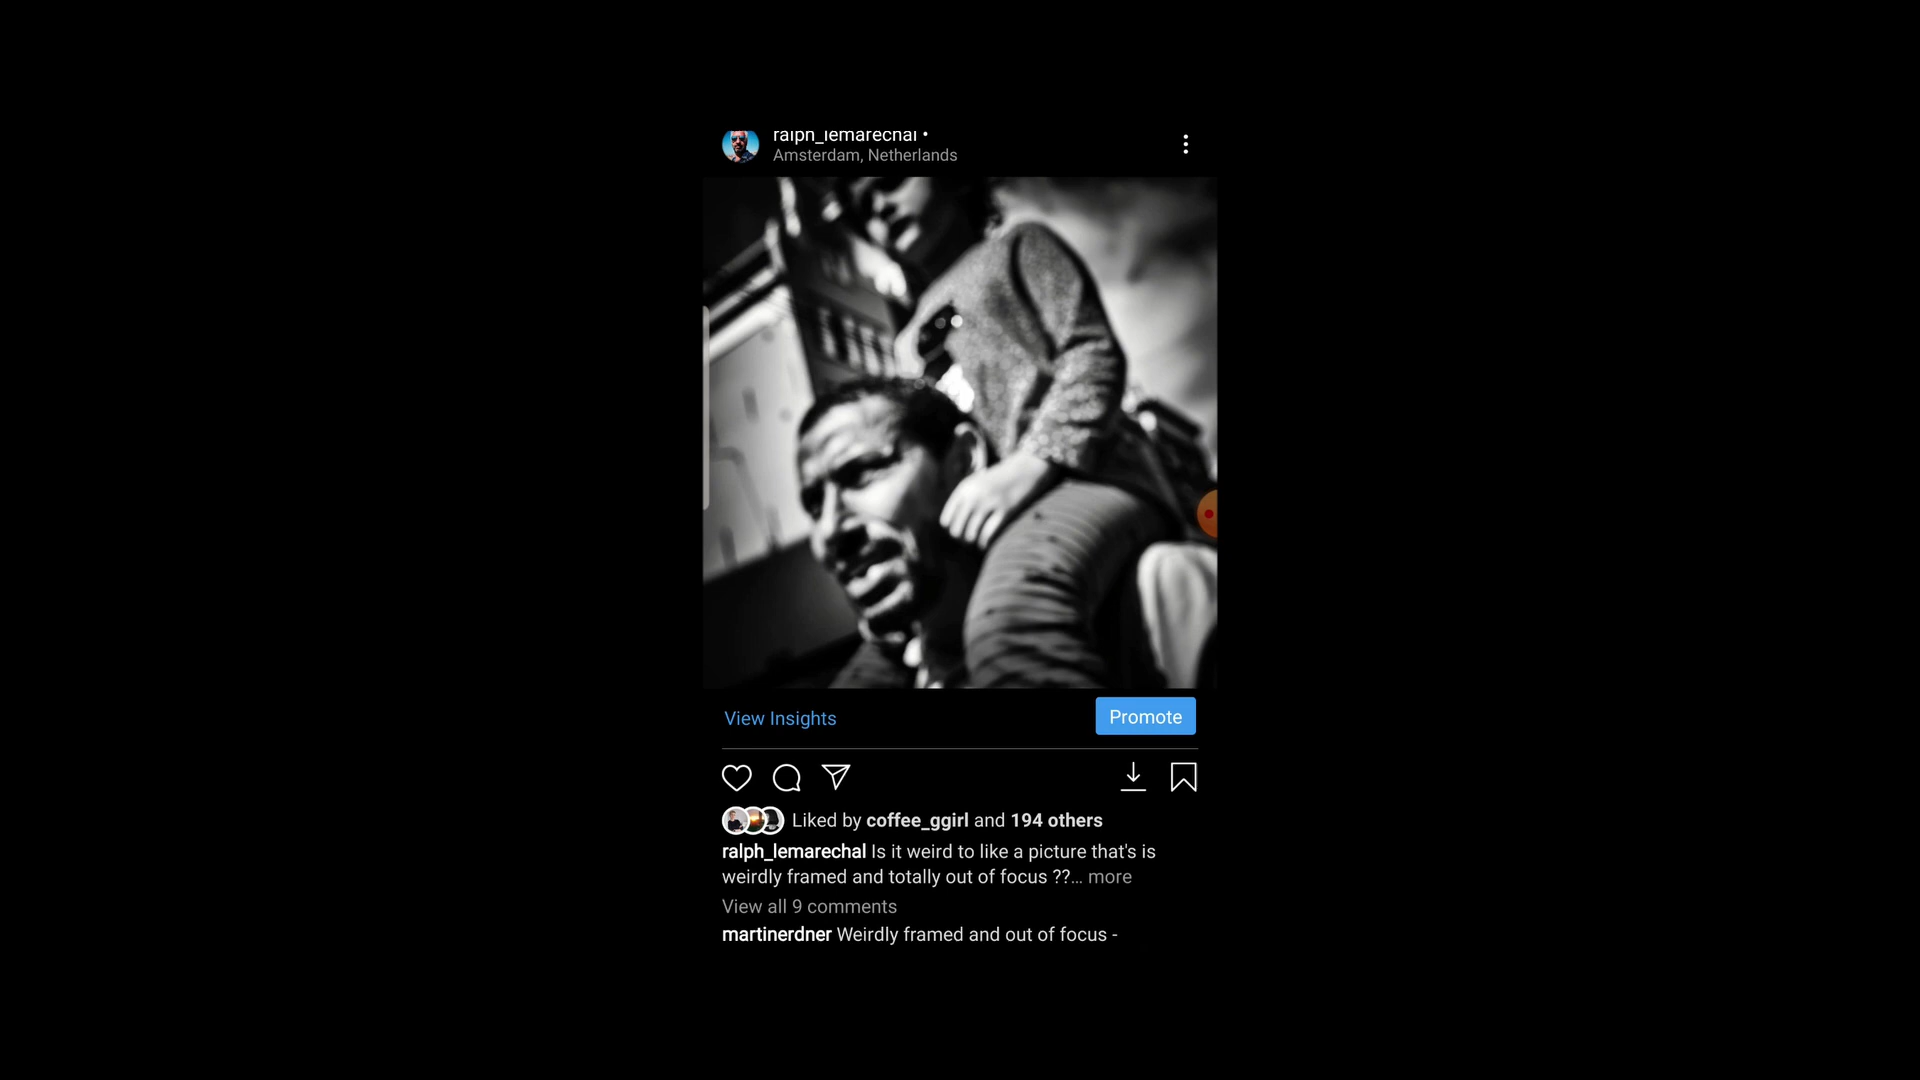 ralph_lemarechal •
Amsterdam, Netherlands
View Insights
Promote
Liked by coffee_ggirl and 194 others
ralph_lemarechal Is it weird to like a picture that's is
weirdly framed and totally out of focus ??... more
View all 9 comments
martinerdner Weirdly framed and out of focus -